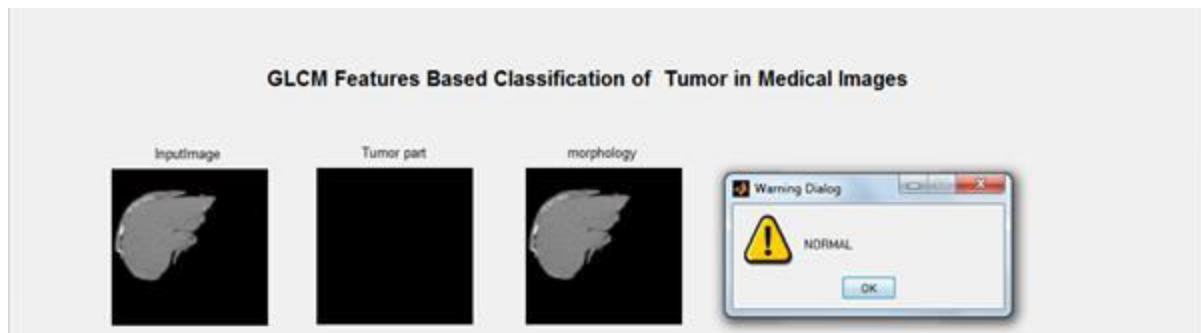 GLCM Features Based Classification of Tumor in Medical Images
InputImage
Tumor part
morphology
Warning Dialog
NORMAL
OK